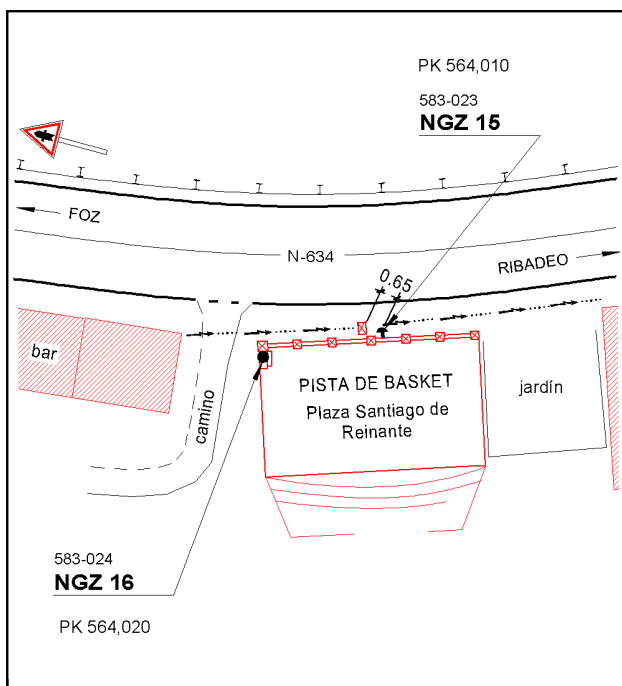 PK 564,010
583-023
NGZ 15
FOZ
N-634
RIBADEO
0.65
bar
camino
PISTA DE BASKET
Plaza Santiago de
Reinante
jardín
583-024
NGZ 16
PK 564,020